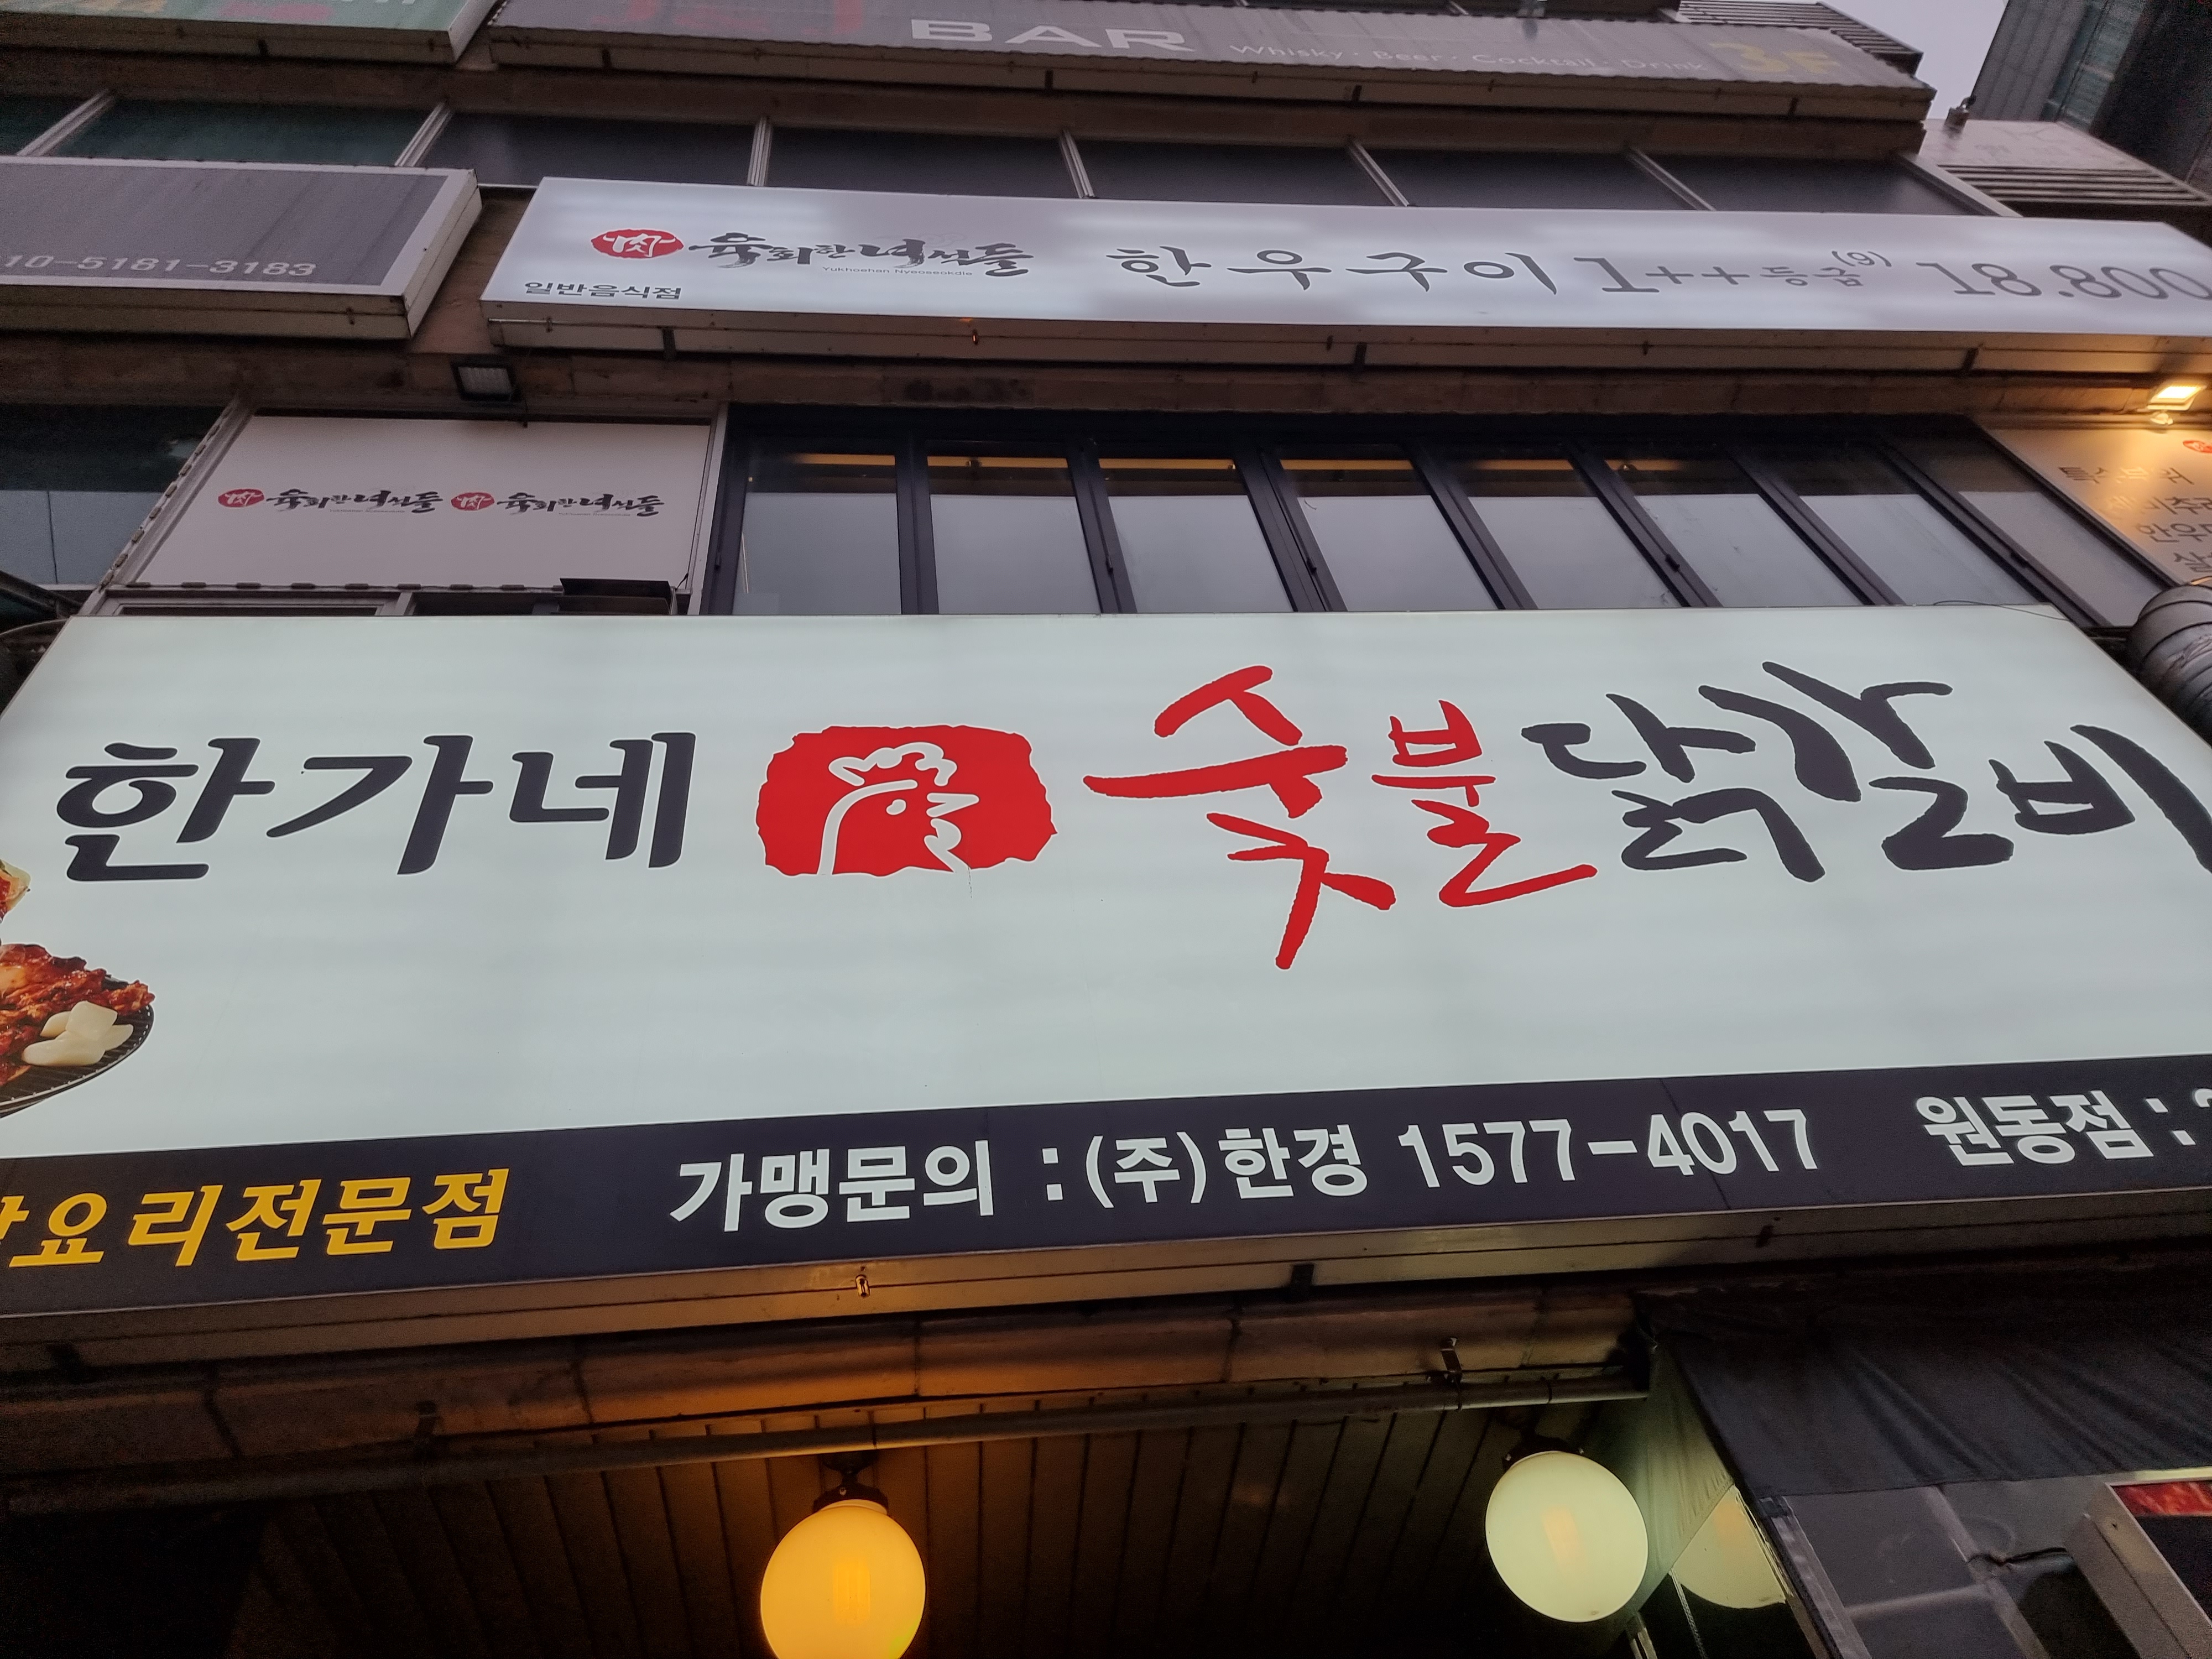 BAR Whisky · Beer · Cocktail · Drink 3F
10-5181-3183
肉 육회한녀석들 한우구이 1++등급(9) 18,800
Yukhoehan Nyeoseokdle
일반음식점
肉 육회한녀석들 肉 육회한녀석들
한가네 숯불닭갈비
요리전문점 가맹문의 : (주)한경 1577-4017 원동점 :